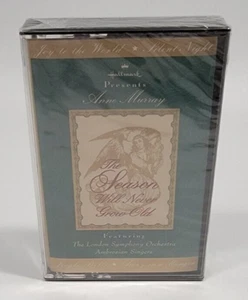 Joy to the World Silent Night
Hallmark
Presents
Anne Murray
The
Season
Will Never
Grow Old
Featuring
The London Symphony Orchestra
Ambrosian Singers